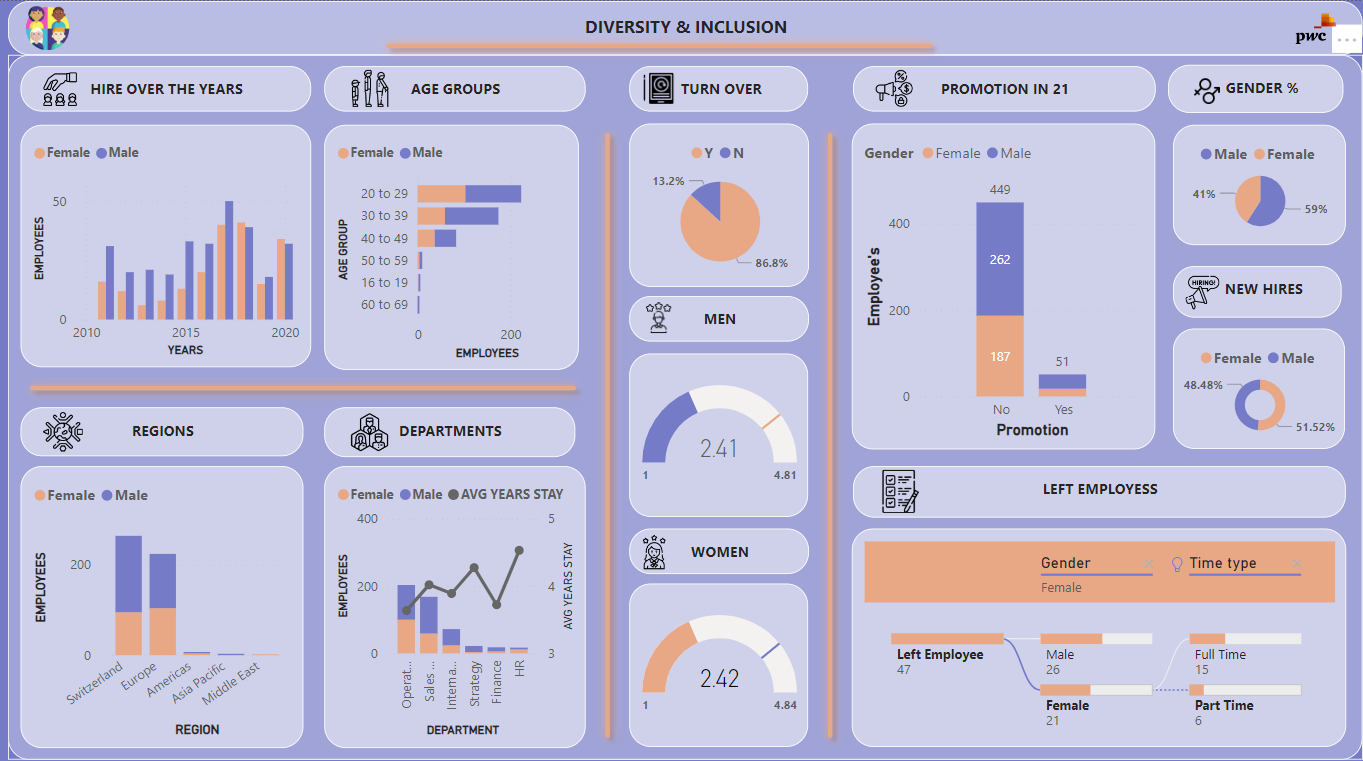 DIVERSITY & INCLUSION
pwc
HIRE OVER THE YEARS
Female Male
EMPLOYEES
50
0
2010 2015 2020
YEARS
AGE GROUPS
Female Male
AGE GROUP
20 to 29
30 to 39
40 to 49
50 to 59
16 to 19
60 to 69
0 200
EMPLOYEES
REGIONS
Female Male
EMPLOYEES
200
0
Switzerland
Europe
Americas
Asia Pacific
Middle East
REGION
DEPARTMENTS
Female Male AVG YEARS STAY
EMPLOYEES
400
200
0
5
4
3
AVG YEARS STAY
Operat...
Sales ...
Interna...
Strategy
Finance
HR
DEPARTMENT
TURN OVER
Y N
13.2%
86.8%
MEN
2.41
1 4.81
WOMEN
2.42
1 4.84
PROMOTION IN 21
Gender Female Male
Employee's
400
200
0
449
262
187
51
No Yes
Promotion
GENDER %
Male Female
41%
59%
HIRING!
NEW HIRES
Female Male
48.48%
51.52%
LEFT EMPLOYESS
Gender
Female
Time type
Left Employee
47
Male
26
Female
21
Full Time
15
Part Time
6